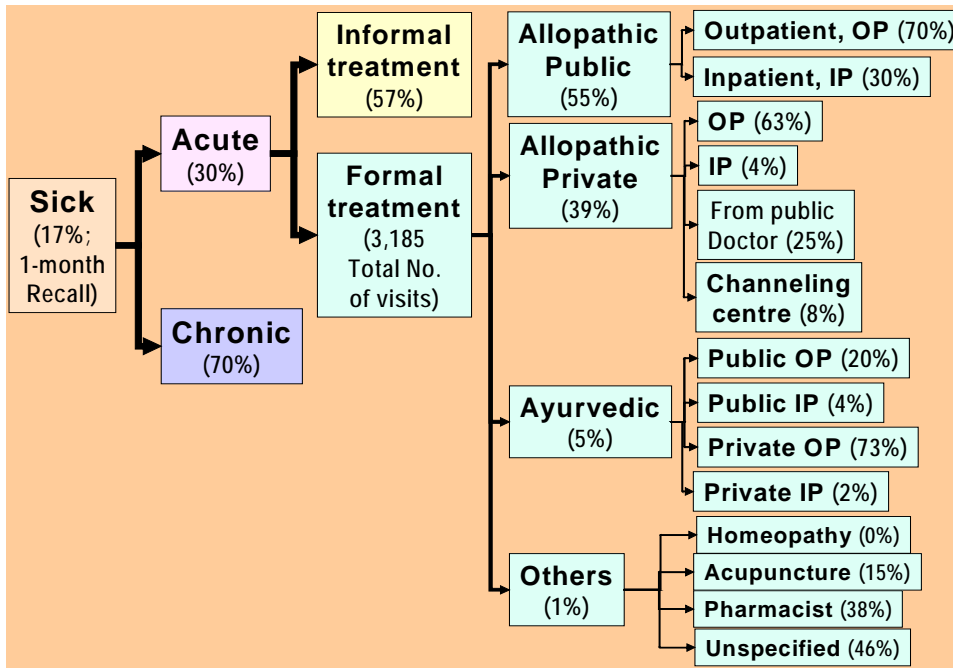 Sick
(17%;
1-month
Recall)
Acute
(30%)
Chronic
(70%)
Informal
treatment
(57%)
Formal
treatment
(3,185
Total No.
of visits)
Allopathic
Public
(55%)
Outpatient, OP (70%)
Inpatient, IP (30%)
Allopathic
Private
(39%)
OP (63%)
IP (4%)
From public
Doctor (25%)
Channeling
centre (8%)
Ayurvedic
(5%)
Public OP (20%)
Public IP (4%)
Private OP (73%)
Private IP (2%)
Others
(1%)
Homeopathy (0%)
Acupuncture (15%)
Pharmacist (38%)
Unspecified (46%)